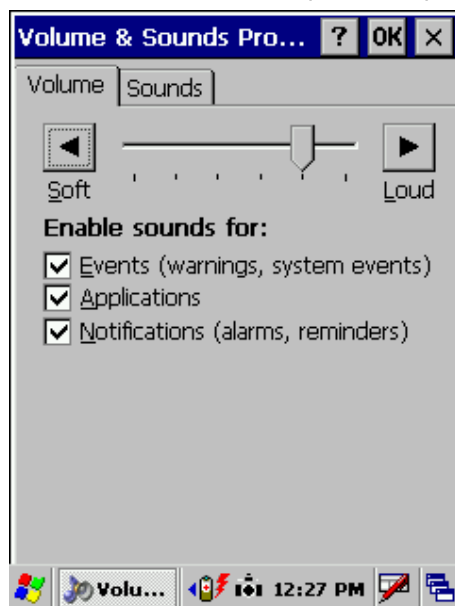 Volume & Sounds Pro... ? OK ×
Volume Sounds
Soft Loud
Enable sounds for:
Events (warnings, system events)
Applications
Notifications (alarms, reminders)
Volu... 12:27 PM